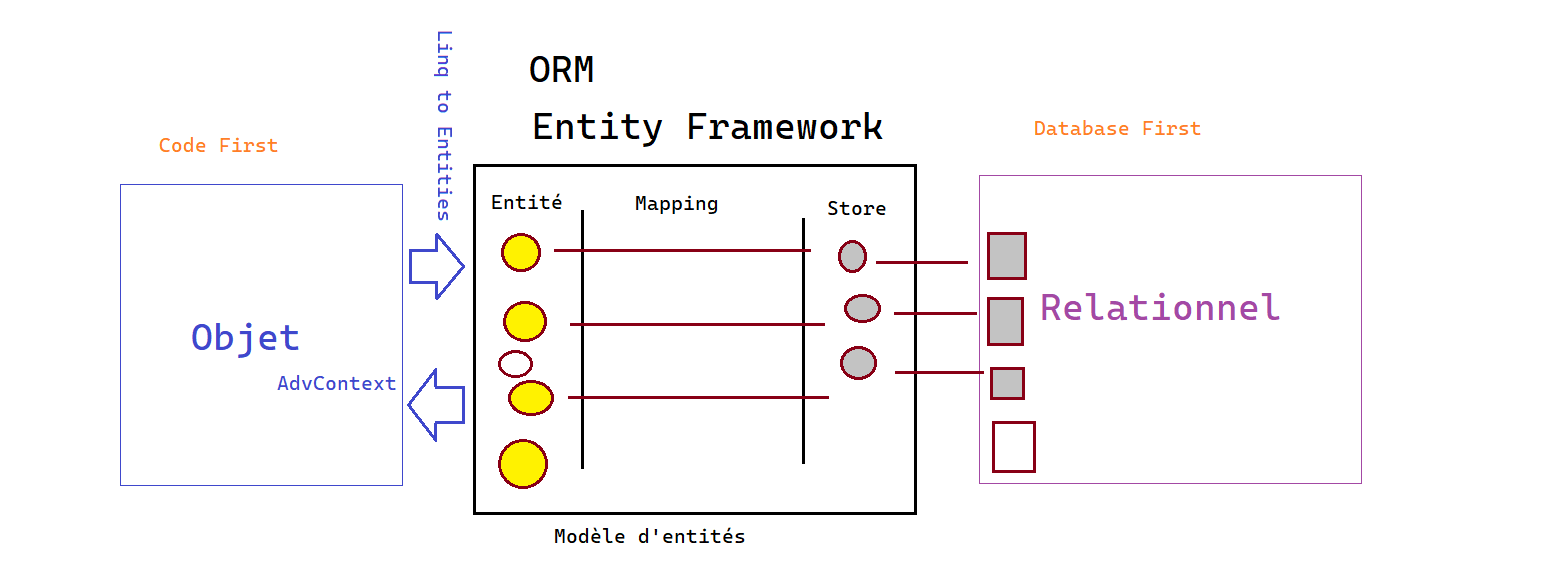 Linq to Entities
ORM
Entity Framework
Code First
Database First
Entité
Mapping
Store
Objet
AdvContext
Relationnel
Modèle d'entités